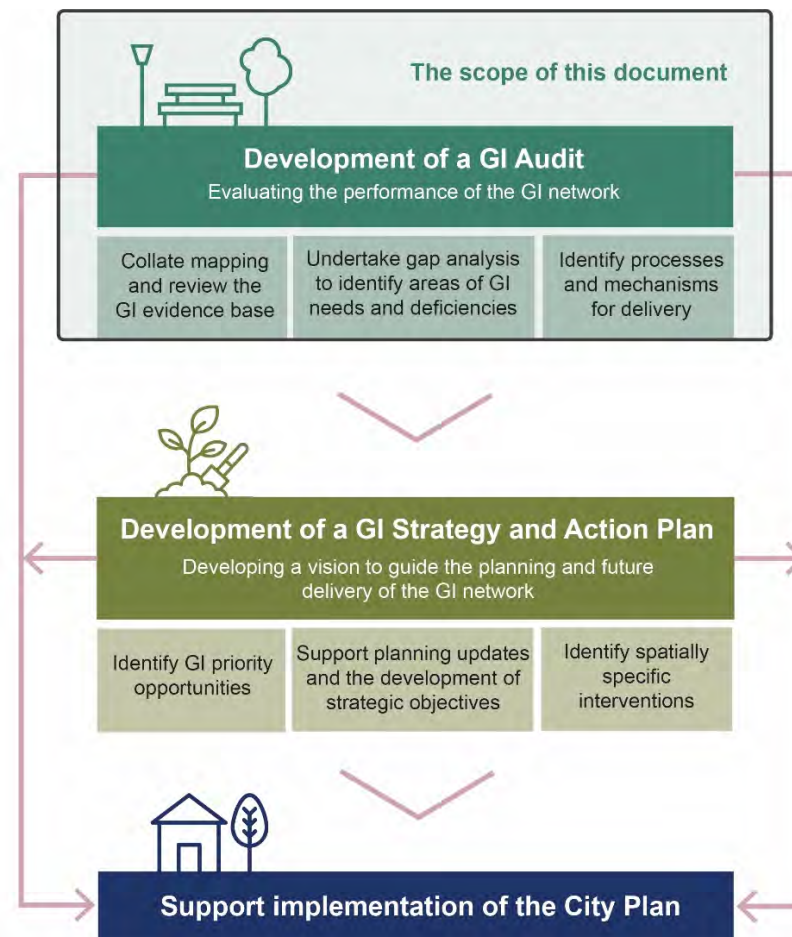 The scope of this document
Development of a GI Audit
Evaluating the performance of the GI network
Collate mapping
and review the
GI evidence base
Undertake gap analysis
to identify areas of GI
needs and deficiencies
Identify processes
and mechanisms
for delivery
Development of a GI Strategy and Action Plan
Developing a vision to guide the planning and future
delivery of the GI network
Identify GI priority
opportunities
Support planning updates
and the development of
strategic objectives
Identify spatially
specific
interventions
Support implementation of the City Plan